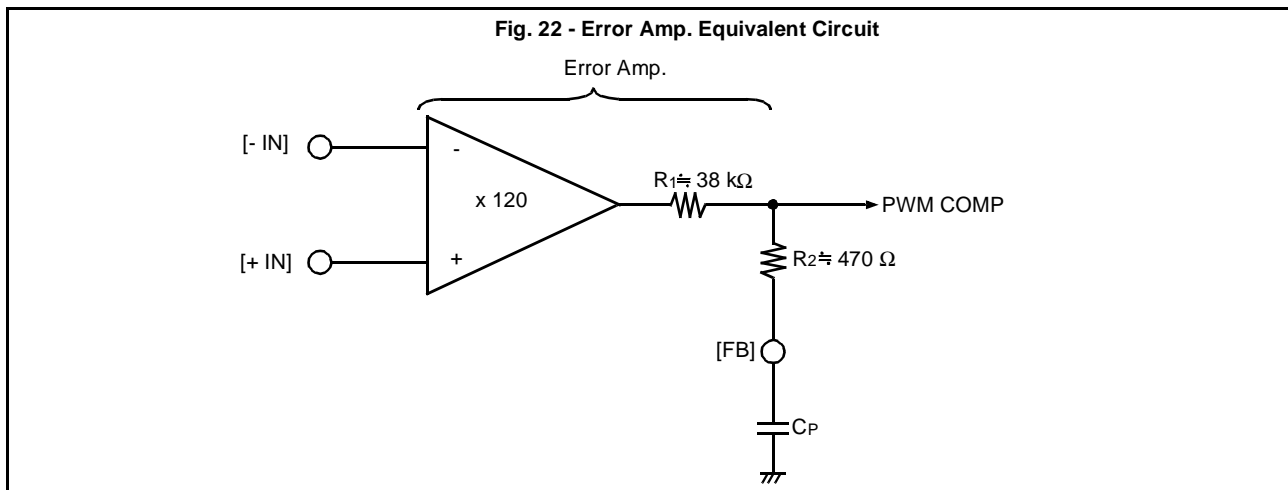 Fig. 22 - Error Amp. Equivalent Circuit
Error Amp.
[- IN]
-
x 120
R1≒ 38 kΩ
PWM COMP
[+ IN]
+
R2≒ 470 Ω
[FB]
CP